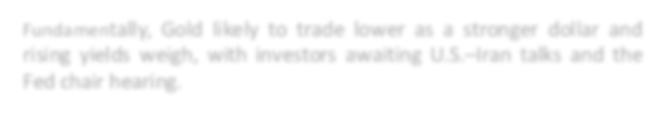 Fundamentally, Gold likely to trade lower as a stronger dollar and
rising yields weigh, with investors awaiting U.S.–Iran talks and the
Fed chair hearing.